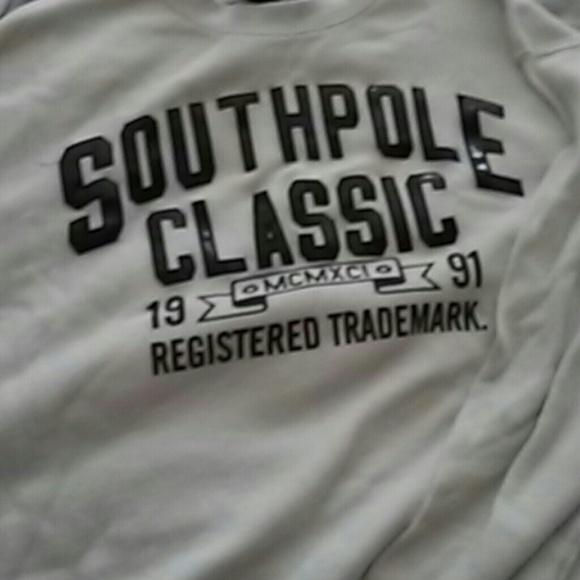 SOUTHPOLE
CLASSIC
MCMXCI
19 91
REGISTERED TRADEMARK.